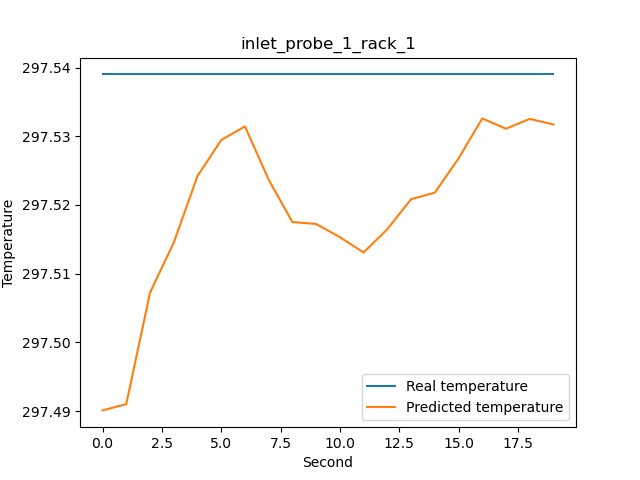 inlet_probe_1_rack_1
297.54
297.53
297.52
297.51
297.50
297.49
Temperature
0.0 2.5 5.0 7.5 10.0 12.5 15.0 17.5
Second
Real temperature
Predicted temperature